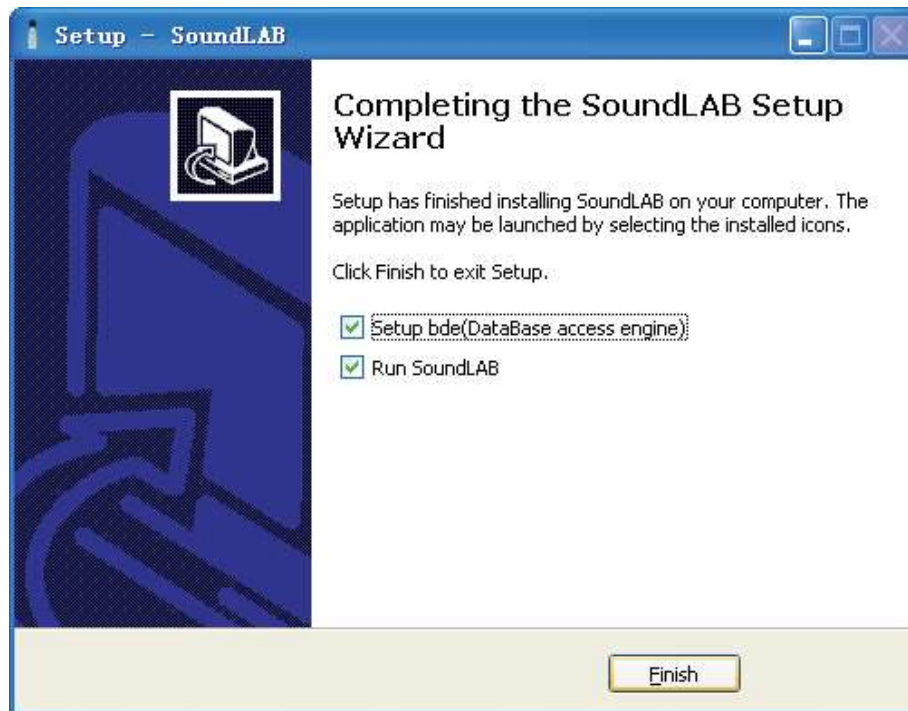 Setup - SoundLAB
Completing the SoundLAB Setup
Wizard
Setup has finished installing SoundLAB on your computer. The
application may be launched by selecting the installed icons.
Click Finish to exit Setup.
Setup bde(DataBase access engine)
Run SoundLAB
Finish